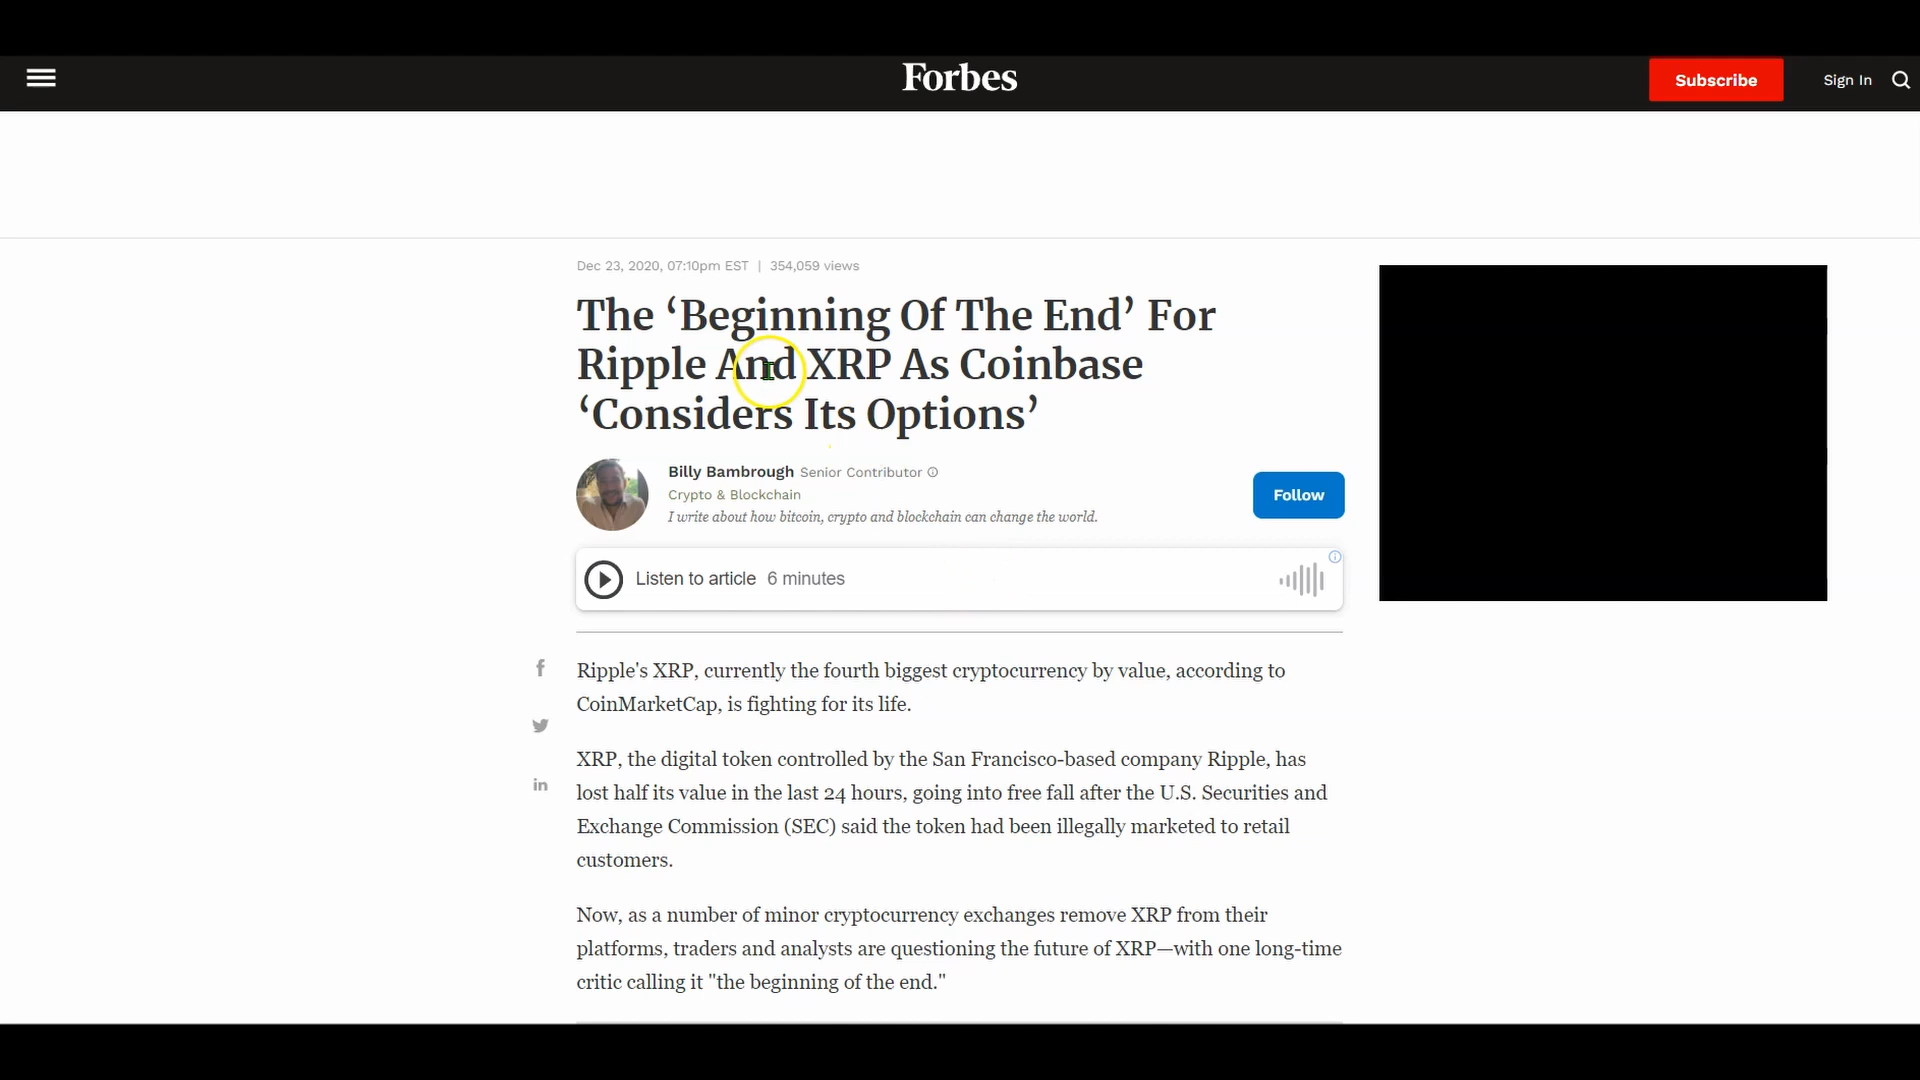 Forbes
Subscribe
Sign In
Dec 23, 2020, 07:10pm EST | 354,059 views
The ‘Beginning Of The End’ For
Ripple And XRP As Coinbase
‘Considers Its Options’
Billy Bambrough Senior Contributor
Crypto & Blockchain
I write about how bitcoin, crypto and blockchain can change the world.
Follow
Listen to article 6 minutes
Ripple's XRP, currently the fourth biggest cryptocurrency by value, according to
CoinMarketCap, is fighting for its life.
XRP, the digital token controlled by the San Francisco-based company Ripple, has
lost half its value in the last 24 hours, going into free fall after the U.S. Securities and
Exchange Commission (SEC) said the token had been illegally marketed to retail
customers.
Now, as a number of minor cryptocurrency exchanges remove XRP from their
platforms, traders and analysts are questioning the future of XRP—with one long-time
critic calling it "the beginning of the end."